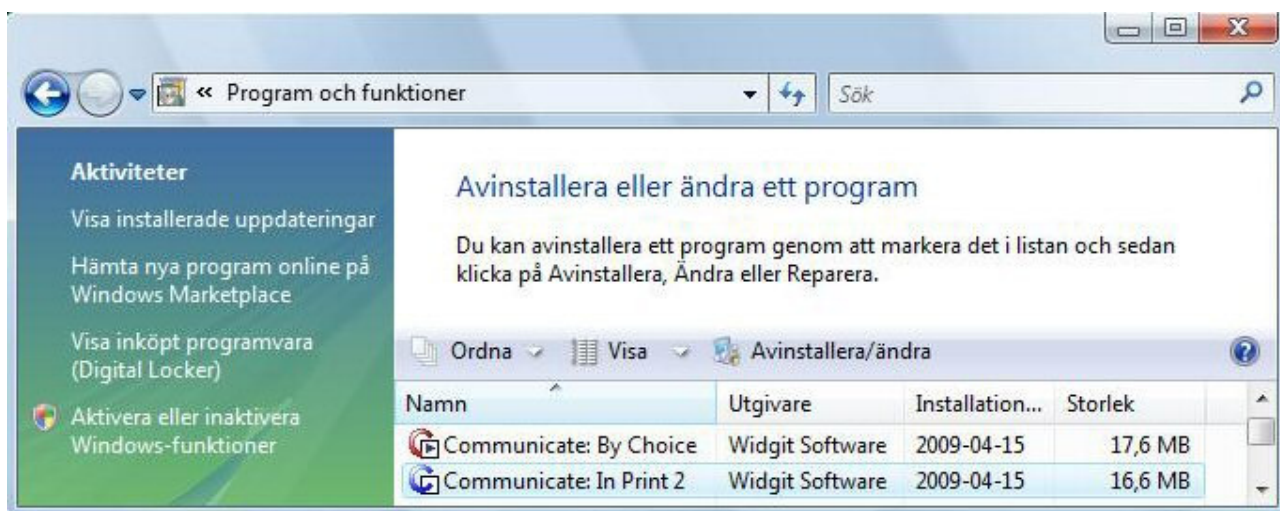 « Program och funktioner
Sök
Aktiviteter
Visa installerade uppdateringar
Hämta nya program online på
Windows Marketplace
Visa inköpt programvara
(Digital Locker)
Aktivera eller inaktivera
Windows-funktioner
Avinstallera eller ändra ett program
Du kan avinstallera ett program genom att markera det i listan och sedan
klicka på Avinstallera, Ändra eller Reparera.
Ordna Visa Avinstallera/ändra
Namn Utgivare Installation... Storlek
Communicate: By Choice Widgit Software 2009-04-15 17,6 MB
Communicate: In Print 2 Widgit Software 2009-04-15 16,6 MB